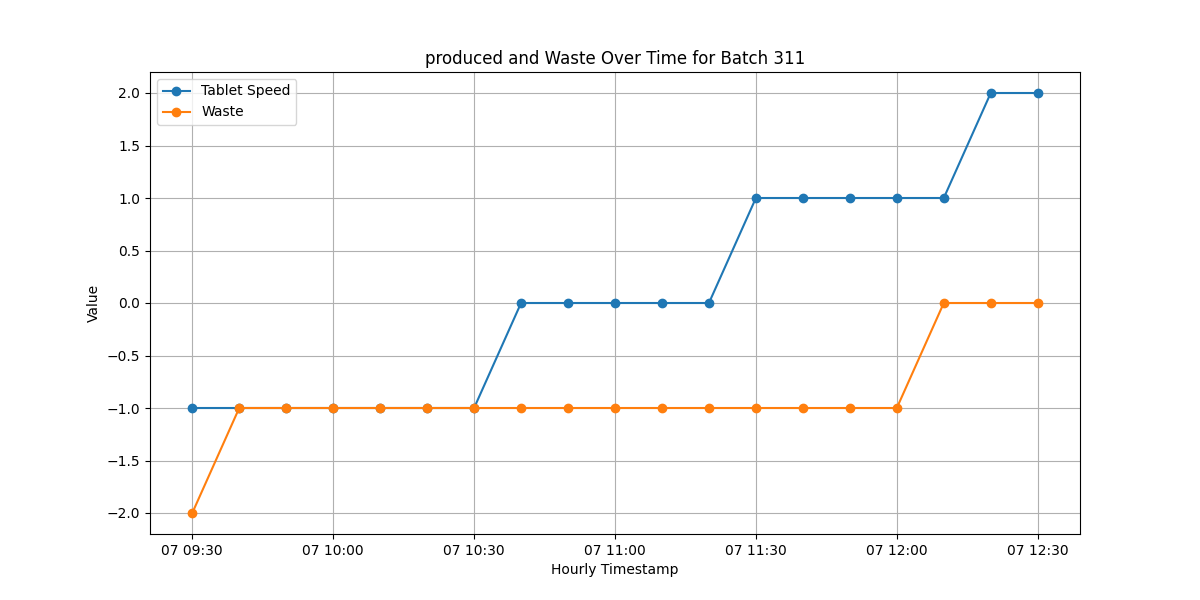 produced and Waste Over Time for Batch 311
Tablet Speed
Waste
2.0
1.5
1.0
0.5
0.0
−0.5
−1.0
−1.5
−2.0
Value
07 09:30 07 10:00 07 10:30 07 11:00 07 11:30 07 12:00 07 12:30
Hourly Timestamp